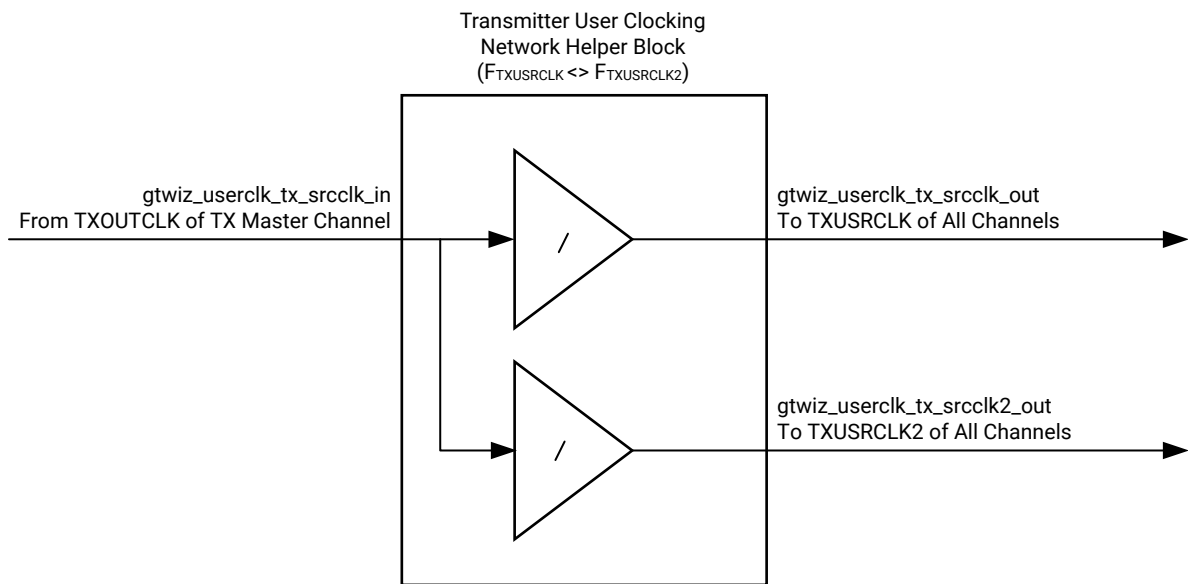 Transmitter User Clocking
Network Helper Block
(FTXUSRCLK <> FTXUSRCLK2)
gtwiz_userclk_tx_srcclk_in
From TXOUTCLK of TX Master Channel
gtwiz_userclk_tx_srcclk_out
To TXUSRCLK of All Channels
/
gtwiz_userclk_tx_srcclk2_out
To TXUSRCLK2 of All Channels
/